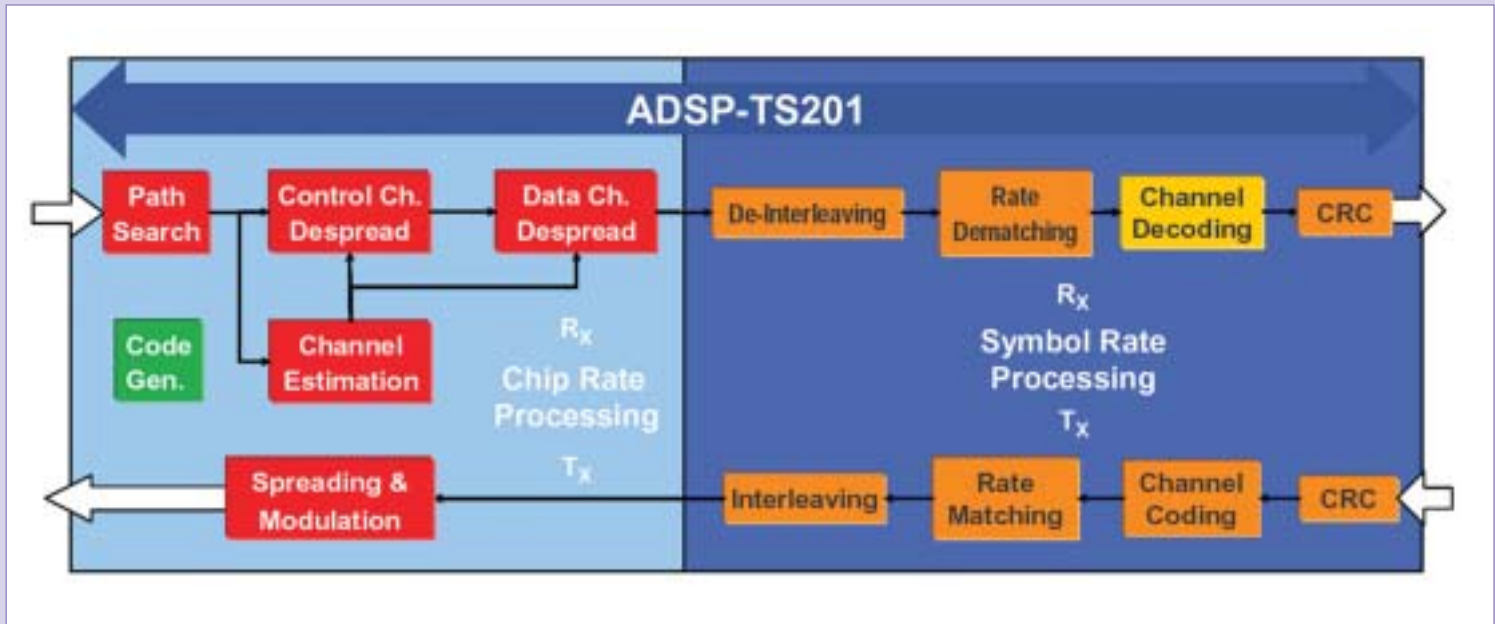 ADSP-TS201
Path
Search
Control Ch.
Despread
Data Ch.
Despread
De-Interleaving
Rate
Dematching
Channel
Decoding
CRC
Code
Gen.
Channel
Estimation
RX
Chip Rate
Processing
TX
RX
Symbol Rate
Processing
TX
Spreading &
Modulation
Interleaving
Rate
Matching
Channel
Coding
CRC